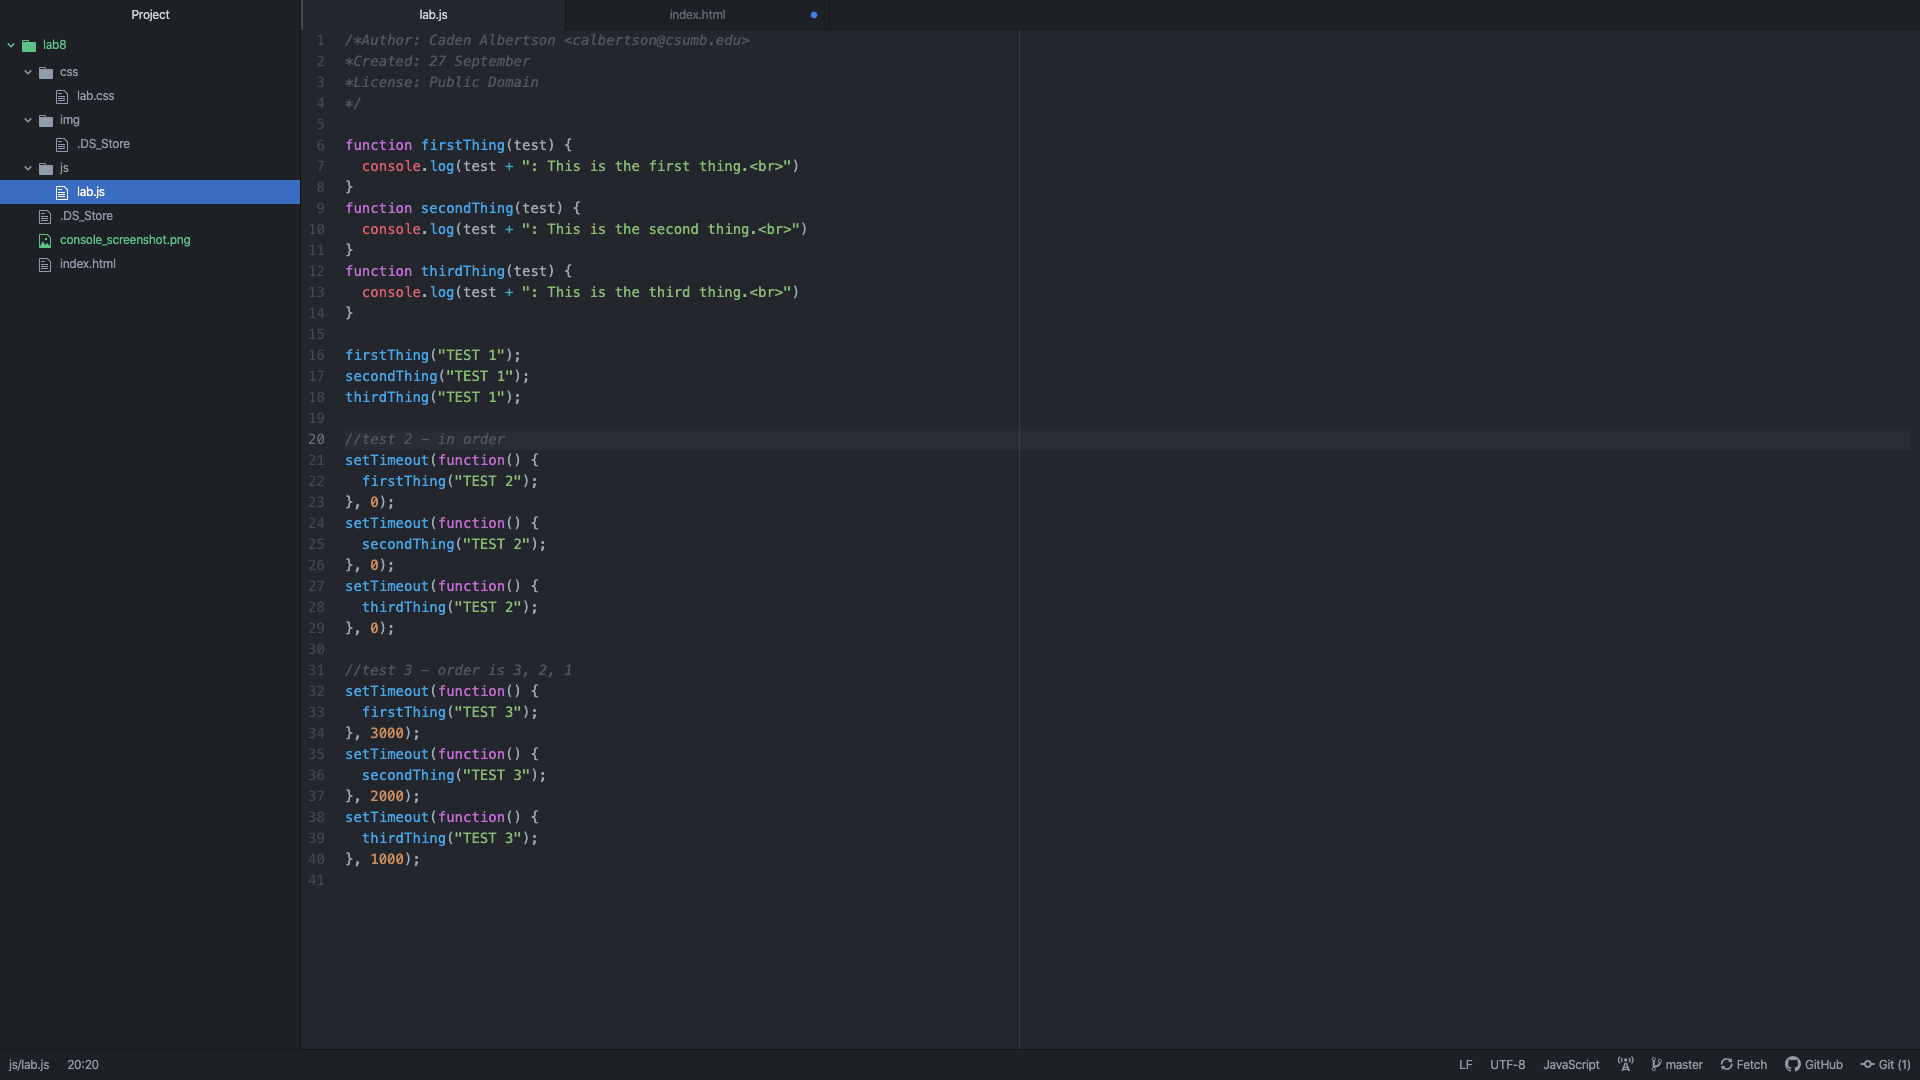 Project
lab8
css
lab.css
img
.DS_Store
js
lab.js
.DS_Store
console_screenshot.png
index.html
lab.js
index.html
1 /*Author: Caden Albertson <calbertson@csumb.edu>
2 *Created: 27 September
3 *License: Public Domain
4 */
5
6 function firstThing(test) {
7   console.log(test + ": This is the first thing.<br>")
8 }
9 function secondThing(test) {
10   console.log(test + ": This is the second thing.<br>")
11 }
12 function thirdThing(test) {
13   console.log(test + ": This is the third thing.<br>")
14 }
15
16 firstThing("TEST 1");
17 secondThing("TEST 1");
18 thirdThing("TEST 1");
19
20 //test 2 - in order
21 setTimeout(function() {
22   firstThing("TEST 2");
23 }, 0);
24 setTimeout(function() {
25   secondThing("TEST 2");
26 }, 0);
27 setTimeout(function() {
28   thirdThing("TEST 2");
29 }, 0);
30
31 //test 3 - order is 3, 2, 1
32 setTimeout(function() {
33   firstThing("TEST 3");
34 }, 3000);
35 setTimeout(function() {
36   secondThing("TEST 3");
37 }, 2000);
38 setTimeout(function() {
39   thirdThing("TEST 3");
40 }, 1000);
41
js/lab.js 20:20 LF UTF-8 JavaScript master Fetch GitHub Git (1)